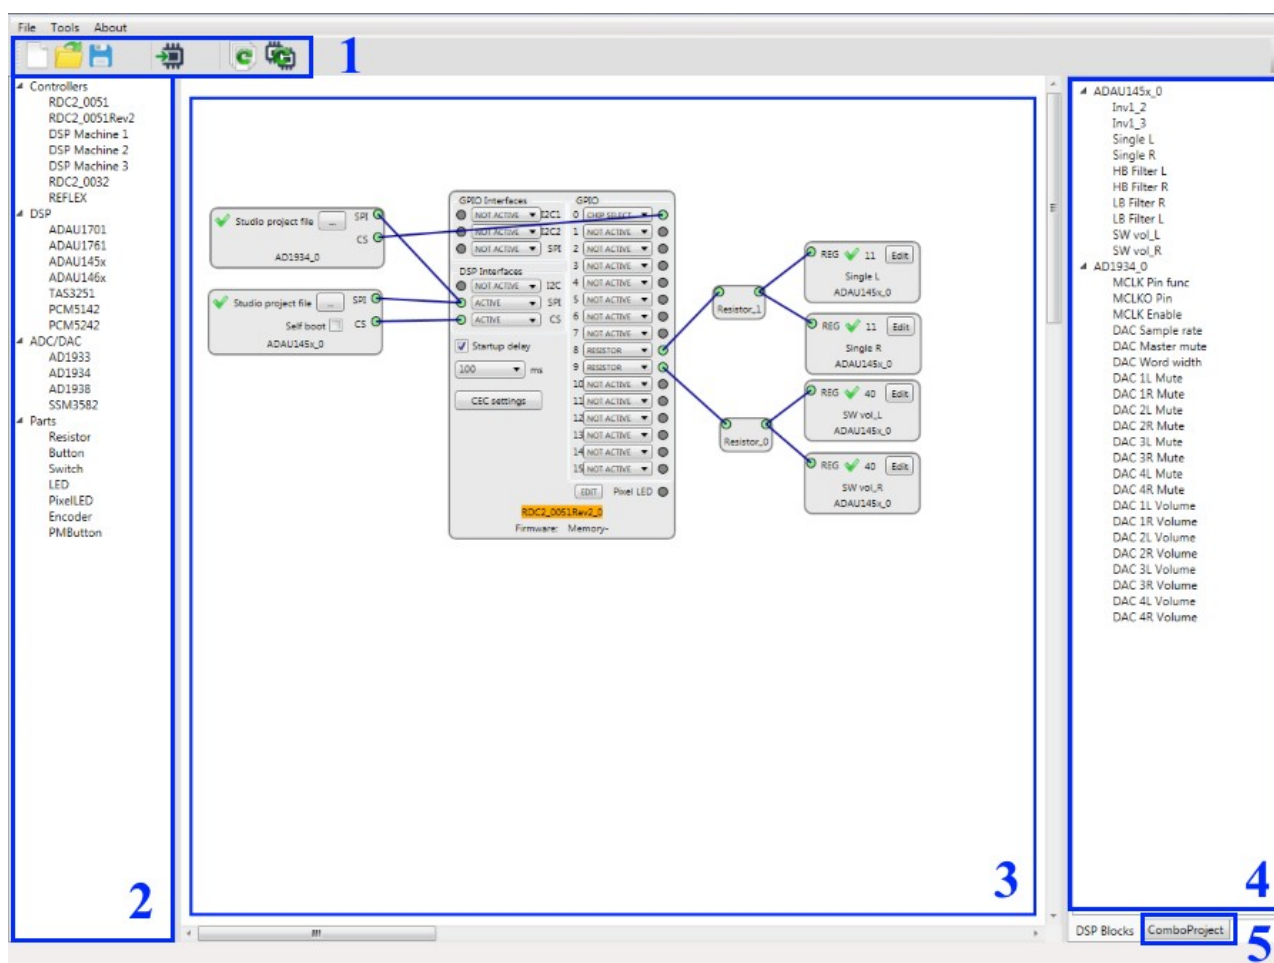 File Tools About
1
Controllers
RDC2_0051
RDC2_0051Rev2
DSP Machine 1
DSP Machine 2
DSP Machine 3
RDC2_0032
REFLEX
DSP
ADAU1701
ADAU1761
ADAU145x
ADAU146x
TAS3251
PCM5142
PCM5242
ADC/DAC
AD1933
AD1934
AD1938
SSM3582
Parts
Resistor
Button
Switch
LED
PixelLED
Encoder
PMButton
2
Studio project file ... SPI
CS
AD1934_0
Studio project file ... SPI
Self boot CS
ADAU145x_0
GPIO Interfaces
NOT ACTIVE I2C1
NOT ACTIVE I2C2
NOT ACTIVE SPI
DSP Interfaces
NOT ACTIVE I2C
ACTIVE SPI
ACTIVE CS
Startup delay
100 ms
CEC settings
GPIO
0 CHIP SELECT
1 NOT ACTIVE
2 NOT ACTIVE
3 NOT ACTIVE
4 NOT ACTIVE
5 NOT ACTIVE
6 NOT ACTIVE
7 NOT ACTIVE
8 RESISTOR
9 RESISTOR
10 NOT ACTIVE
11 NOT ACTIVE
12 NOT ACTIVE
13 NOT ACTIVE
14 NOT ACTIVE
15 NOT ACTIVE
EDIT Pixel LED
RDC2_0051Rev2_0
Firmware: Memory-
Resistor_1
Resistor_0
REG 11 Edit
Single L
ADAU145x_0
REG 11 Edit
Single R
ADAU145x_0
REG 40 Edit
SW vol_L
ADAU145x_0
REG 40 Edit
SW vol_R
ADAU145x_0
3
ADAU145x_0
Inv1_2
Inv1_3
Single L
Single R
HB Filter L
HB Filter R
LB Filter R
LB Filter L
SW vol_L
SW vol_R
AD1934_0
MCLK Pin func
MCLKO Pin
MCLK Enable
DAC Sample rate
DAC Master mute
DAC Word width
DAC 1L Mute
DAC 1R Mute
DAC 2L Mute
DAC 2R Mute
DAC 3L Mute
DAC 3R Mute
DAC 4L Mute
DAC 4R Mute
DAC 1L Volume
DAC 1R Volume
DAC 2L Volume
DAC 2R Volume
DAC 3L Volume
DAC 3R Volume
DAC 4L Volume
DAC 4R Volume
4
DSP Blocks ComboProject
5